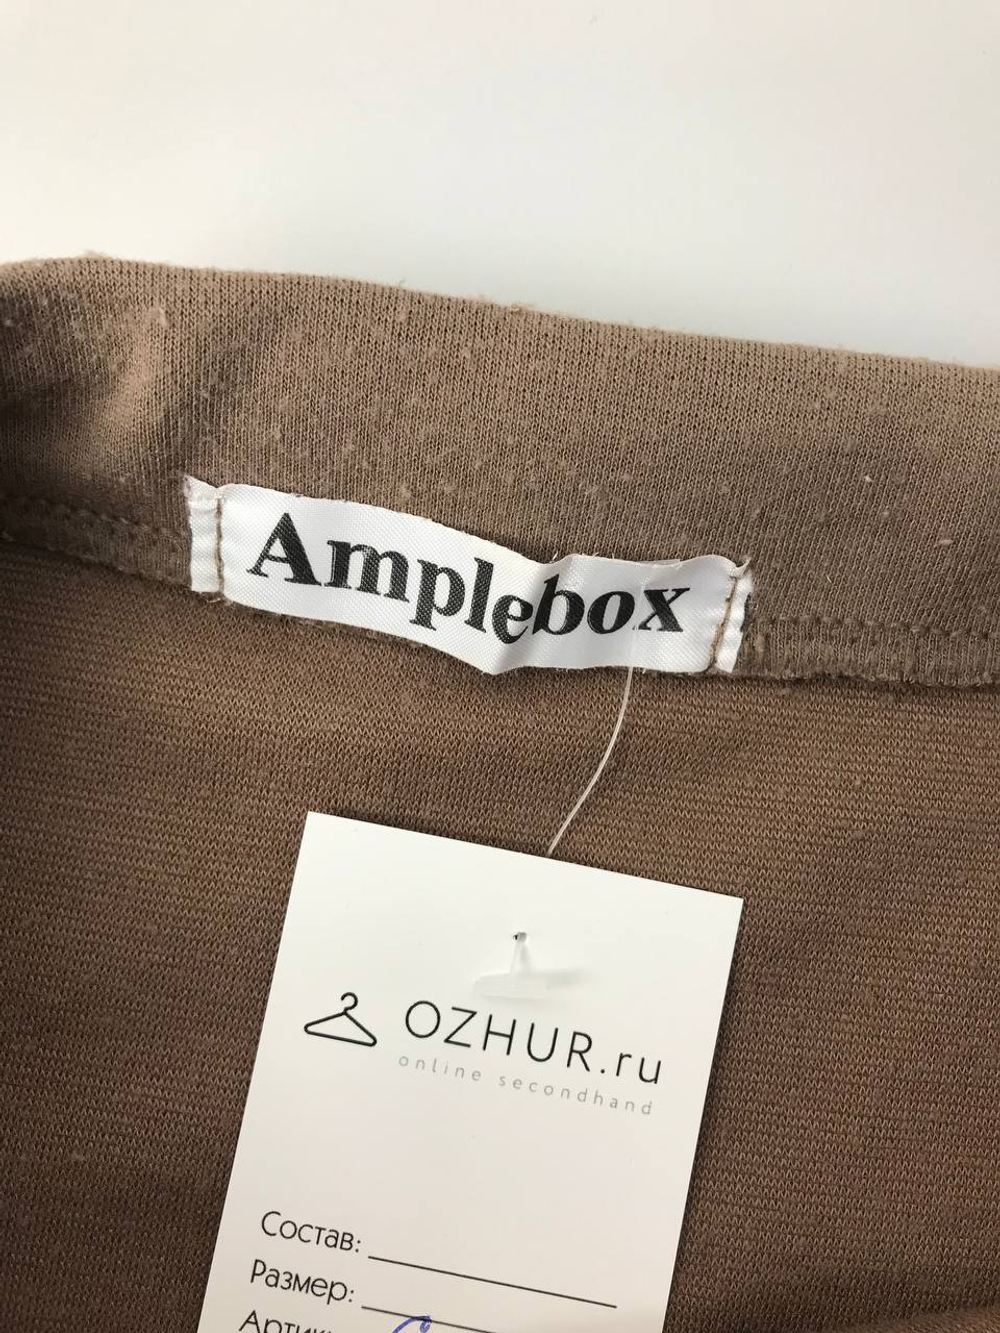 Amplebox
OZHUR.ru
online secondhand
Состав:
Размер: